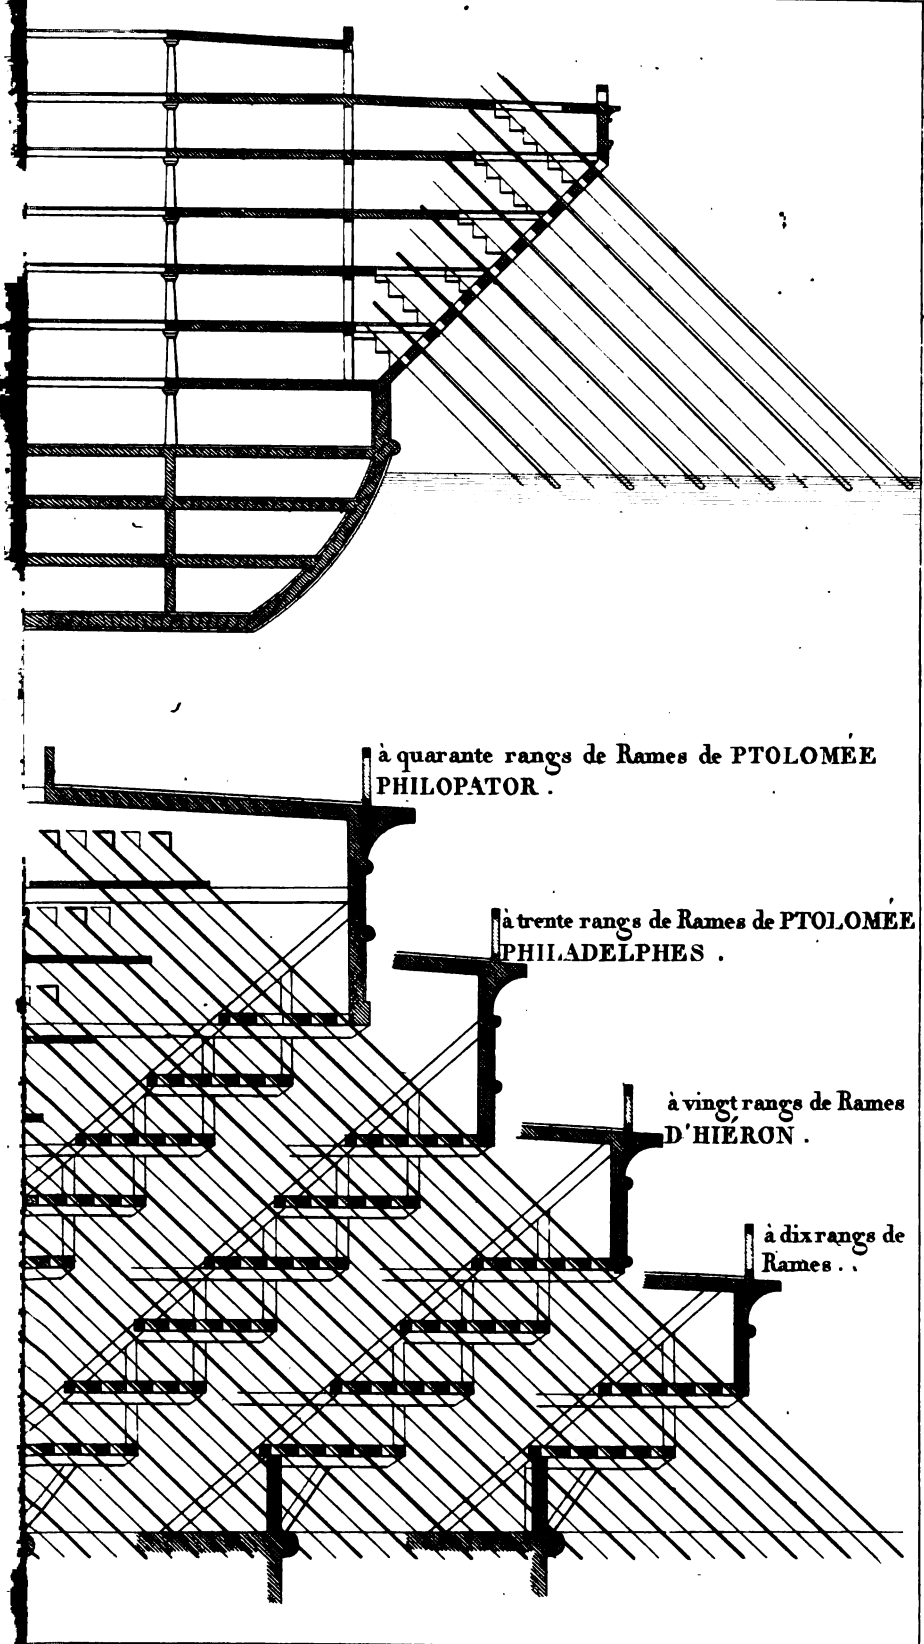 à quarante rangs de Rames de PTOLOMÉE
PHILOPATOR .
à trente rangs de Rames de PTOLOMÉE
PHILADELPHES .
à vingt rangs de Rames
D'HIÉRON .
à dix rangs de
Rames . .